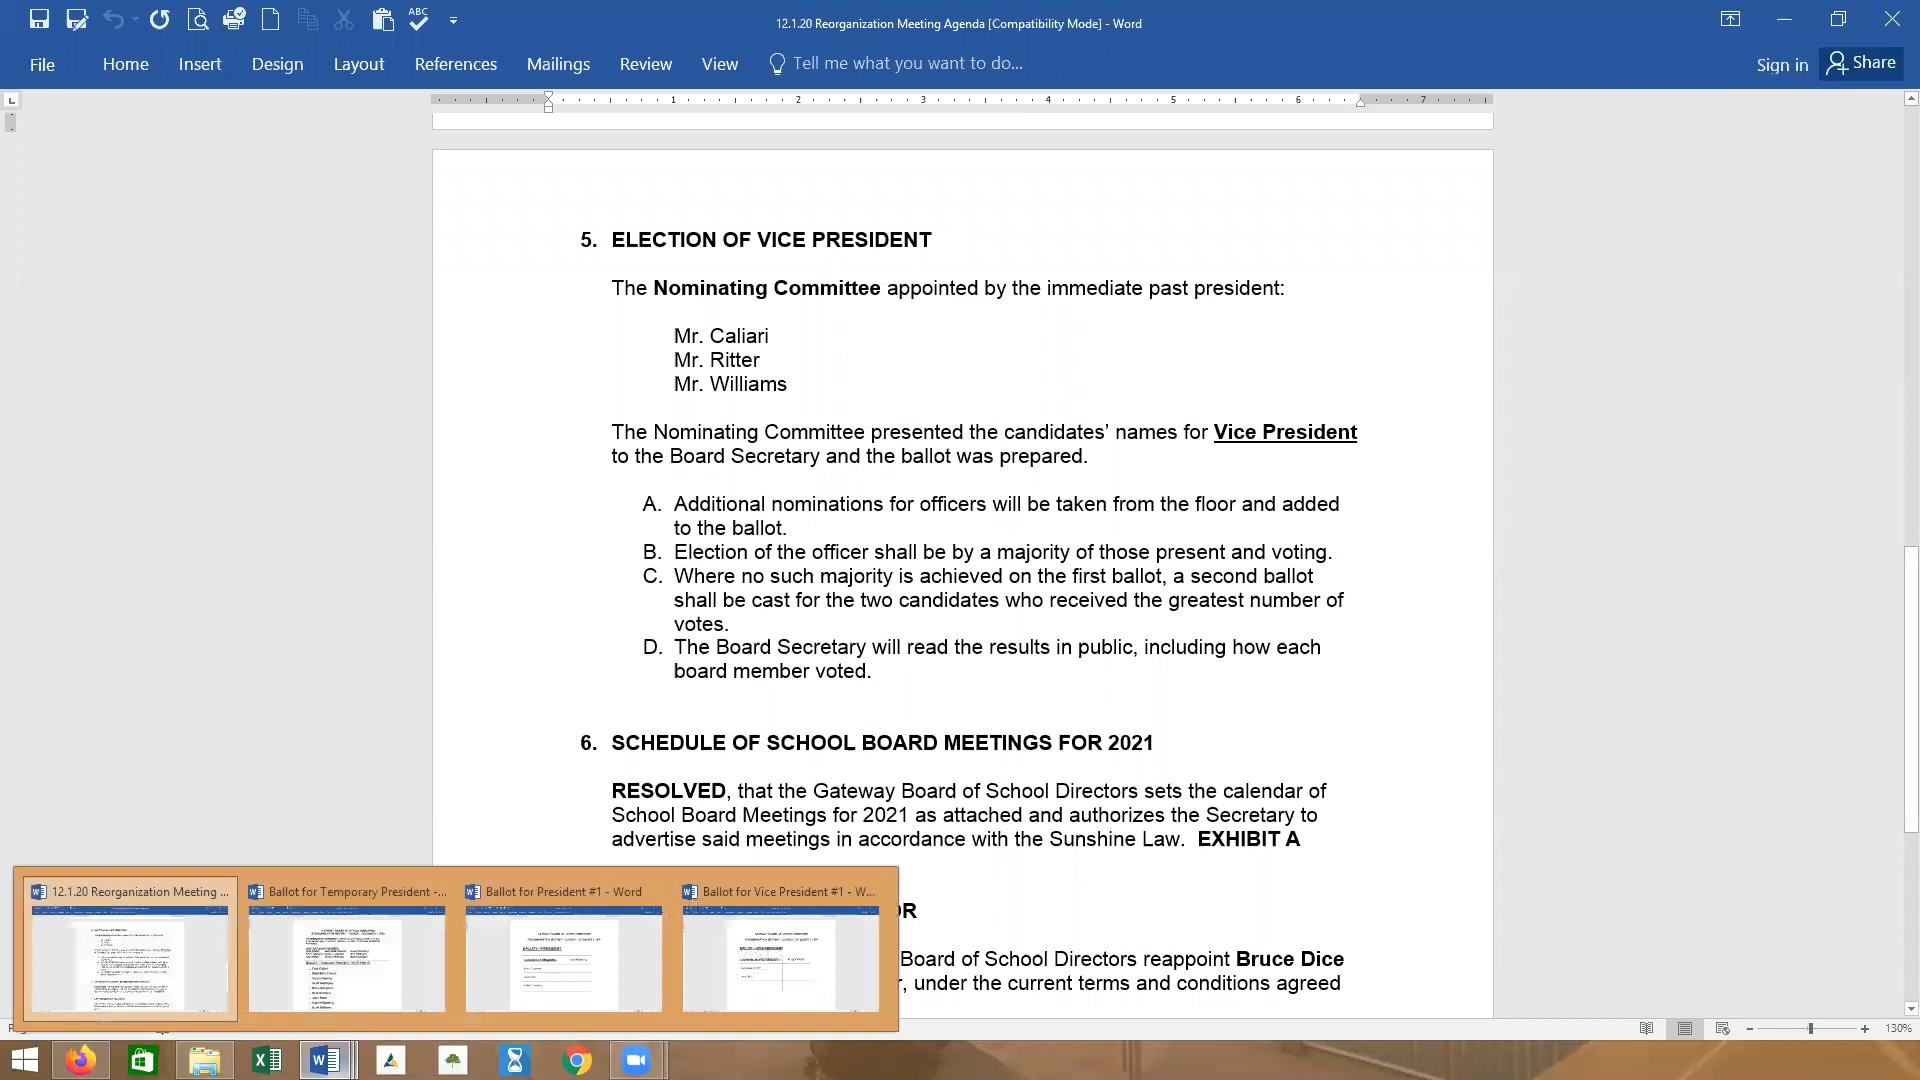 12.1.20 Reorganization Meeting Agenda [Compatibility Mode] - Word
ABC
File Home Insert Design Layout References Mailings Review View Tell me what you want to do... Sign in Share
1 2 3 4 5 6 7
5. ELECTION OF VICE PRESIDENT
The Nominating Committee appointed by the immediate past president:
Mr. Caliari
Mr. Ritter
Mr. Williams
The Nominating Committee presented the candidates’ names for Vice President
to the Board Secretary and the ballot was prepared.
A. Additional nominations for officers will be taken from the floor and added
to the ballot.
B. Election of the officer shall be by a majority of those present and voting.
C. Where no such majority is achieved on the first ballot, a second ballot
shall be cast for the two candidates who received the greatest number of
votes.
D. The Board Secretary will read the results in public, including how each
board member voted.
6. SCHEDULE OF SCHOOL BOARD MEETINGS FOR 2021
RESOLVED, that the Gateway Board of School Directors sets the calendar of
School Board Meetings for 2021 as attached and authorizes the Secretary to
advertise said meetings in accordance with the Sunshine Law. EXHIBIT A
12.1.20 Reorganization Meeting ... Ballot for Temporary President -... Ballot for President #1 - Word Ballot for Vice President #1 - W...
OR
Board of School Directors reappoint Bruce Dice
r, under the current terms and conditions agreed
130%